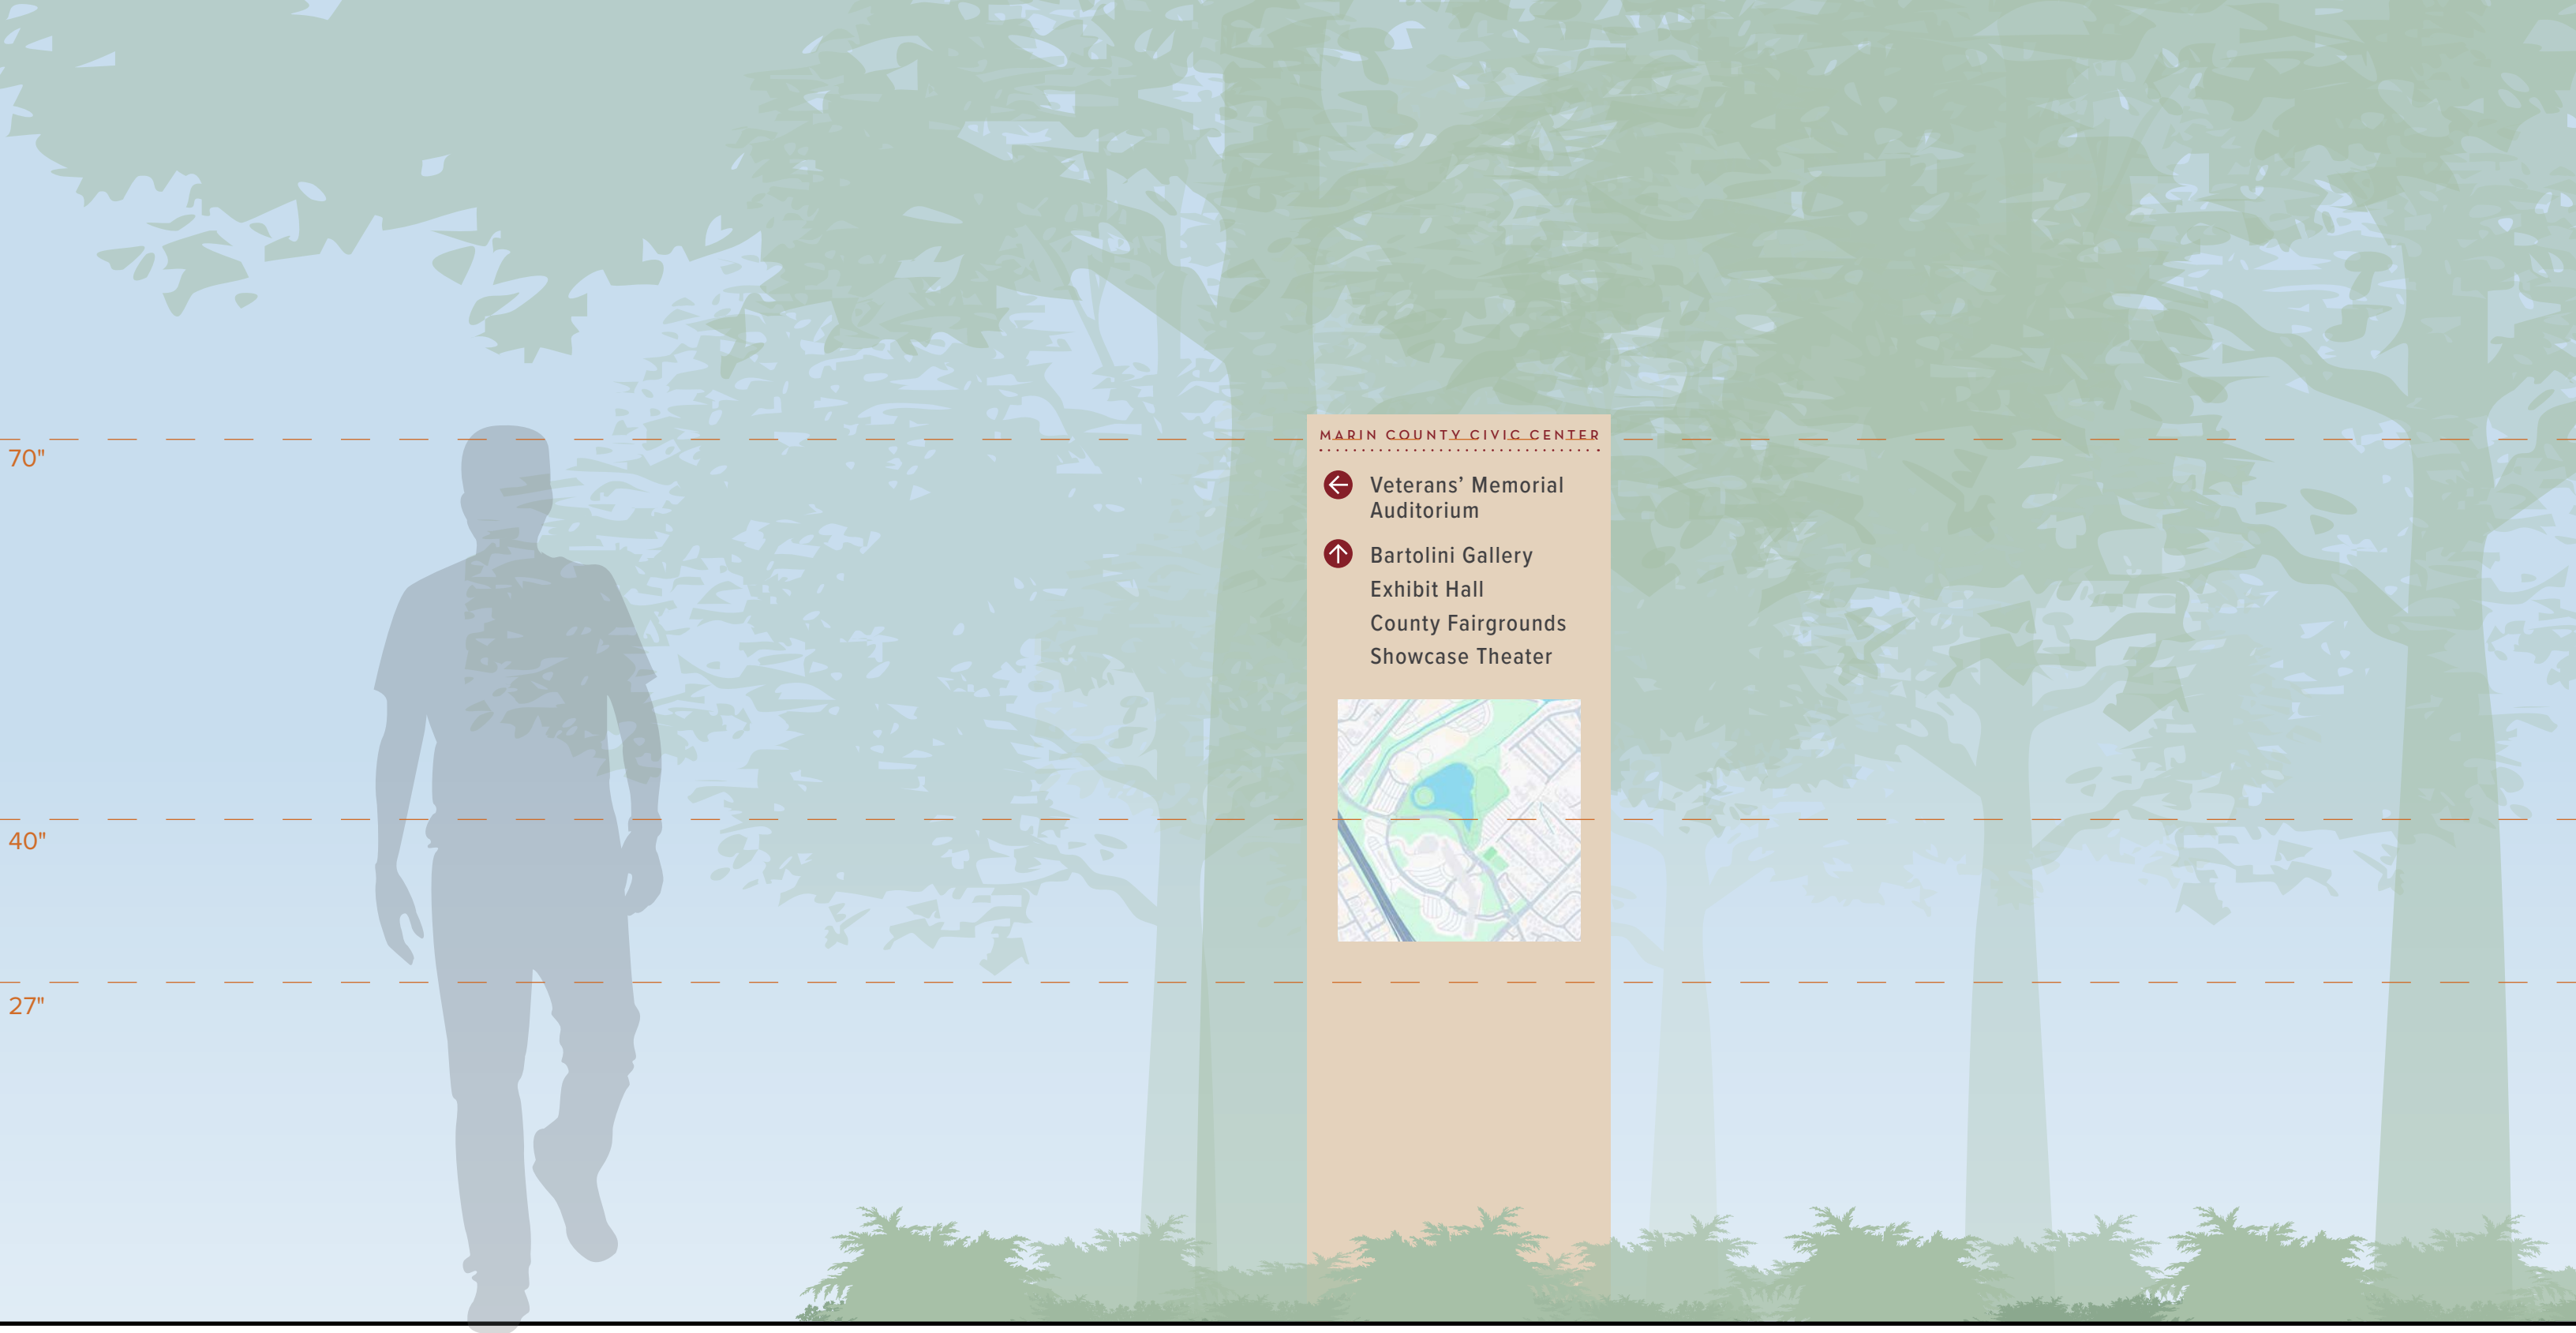 70"
MARIN COUNTY CIVIC CENTER
Veterans’ Memorial
Auditorium
Bartolini Gallery
Exhibit Hall
County Fairgrounds
Showcase Theater
40"
27"